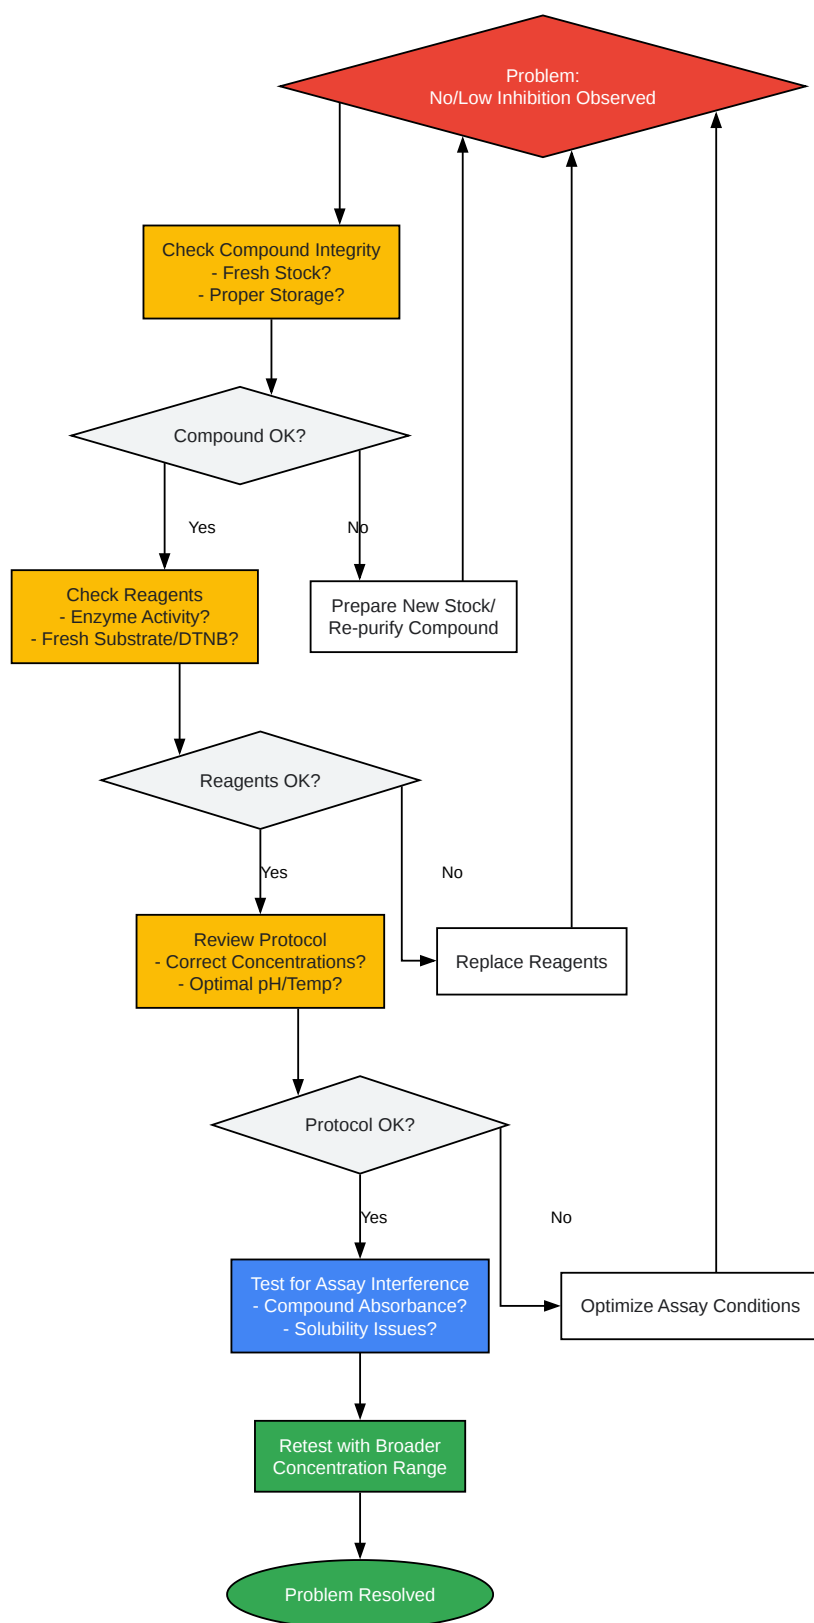 Problem:
No/Low Inhibition Observed
Check Compound Integrity
- Fresh Stock?
- Proper Storage?
Compound OK?
Yes
No
Check Reagents
- Enzyme Activity?
- Fresh Substrate/DTNB?
Prepare New Stock/
Re-purify Compound
Reagents OK?
Yes
No
Review Protocol
- Correct Concentrations?
- Optimal pH/Temp?
Replace Reagents
Protocol OK?
Yes
No
Test for Assay Interference
- Compound Absorbance?
- Solubility Issues?
Optimize Assay Conditions
Retest with Broader
Concentration Range
Problem Resolved